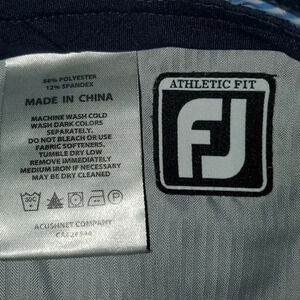 88% POLYESTER
12% SPANDEX
MADE IN CHINA
MACHINE WASH COLD
WASH DARK COLORS
SEPARATELY.
DO NOT BLEACH OR USE
FABRIC SOFTENERS.
TUMBLE DRY LOW
REMOVE IMMEDIATELY
MEDIUM IRON IF NECESSARY
MAY BE DRY CLEANED
30C
ACUSHNET COMPANY
ATHLETIC FIT
FJ